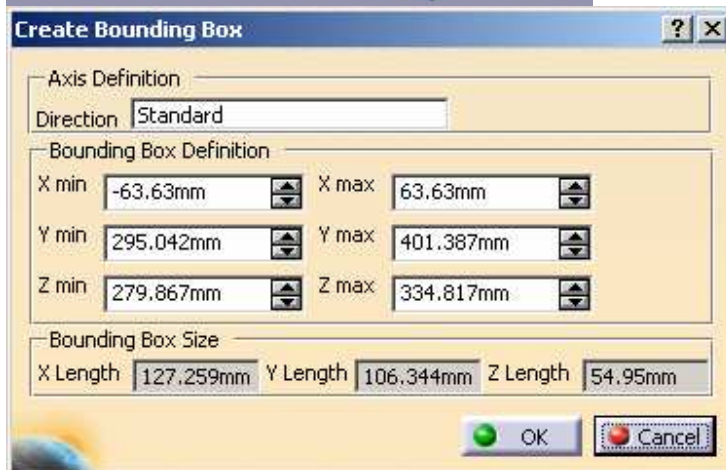 Create Bounding Box ? X
Axis Definition
Direction Standard
Bounding Box Definition
X min -63.63mm X max 63.63mm
Y min 295.042mm Y max 401.387mm
Z min 279.867mm Z max 334.817mm
Bounding Box Size
X Length 127.259mm Y Length 106.344mm Z Length 54.95mm
OK Cancel